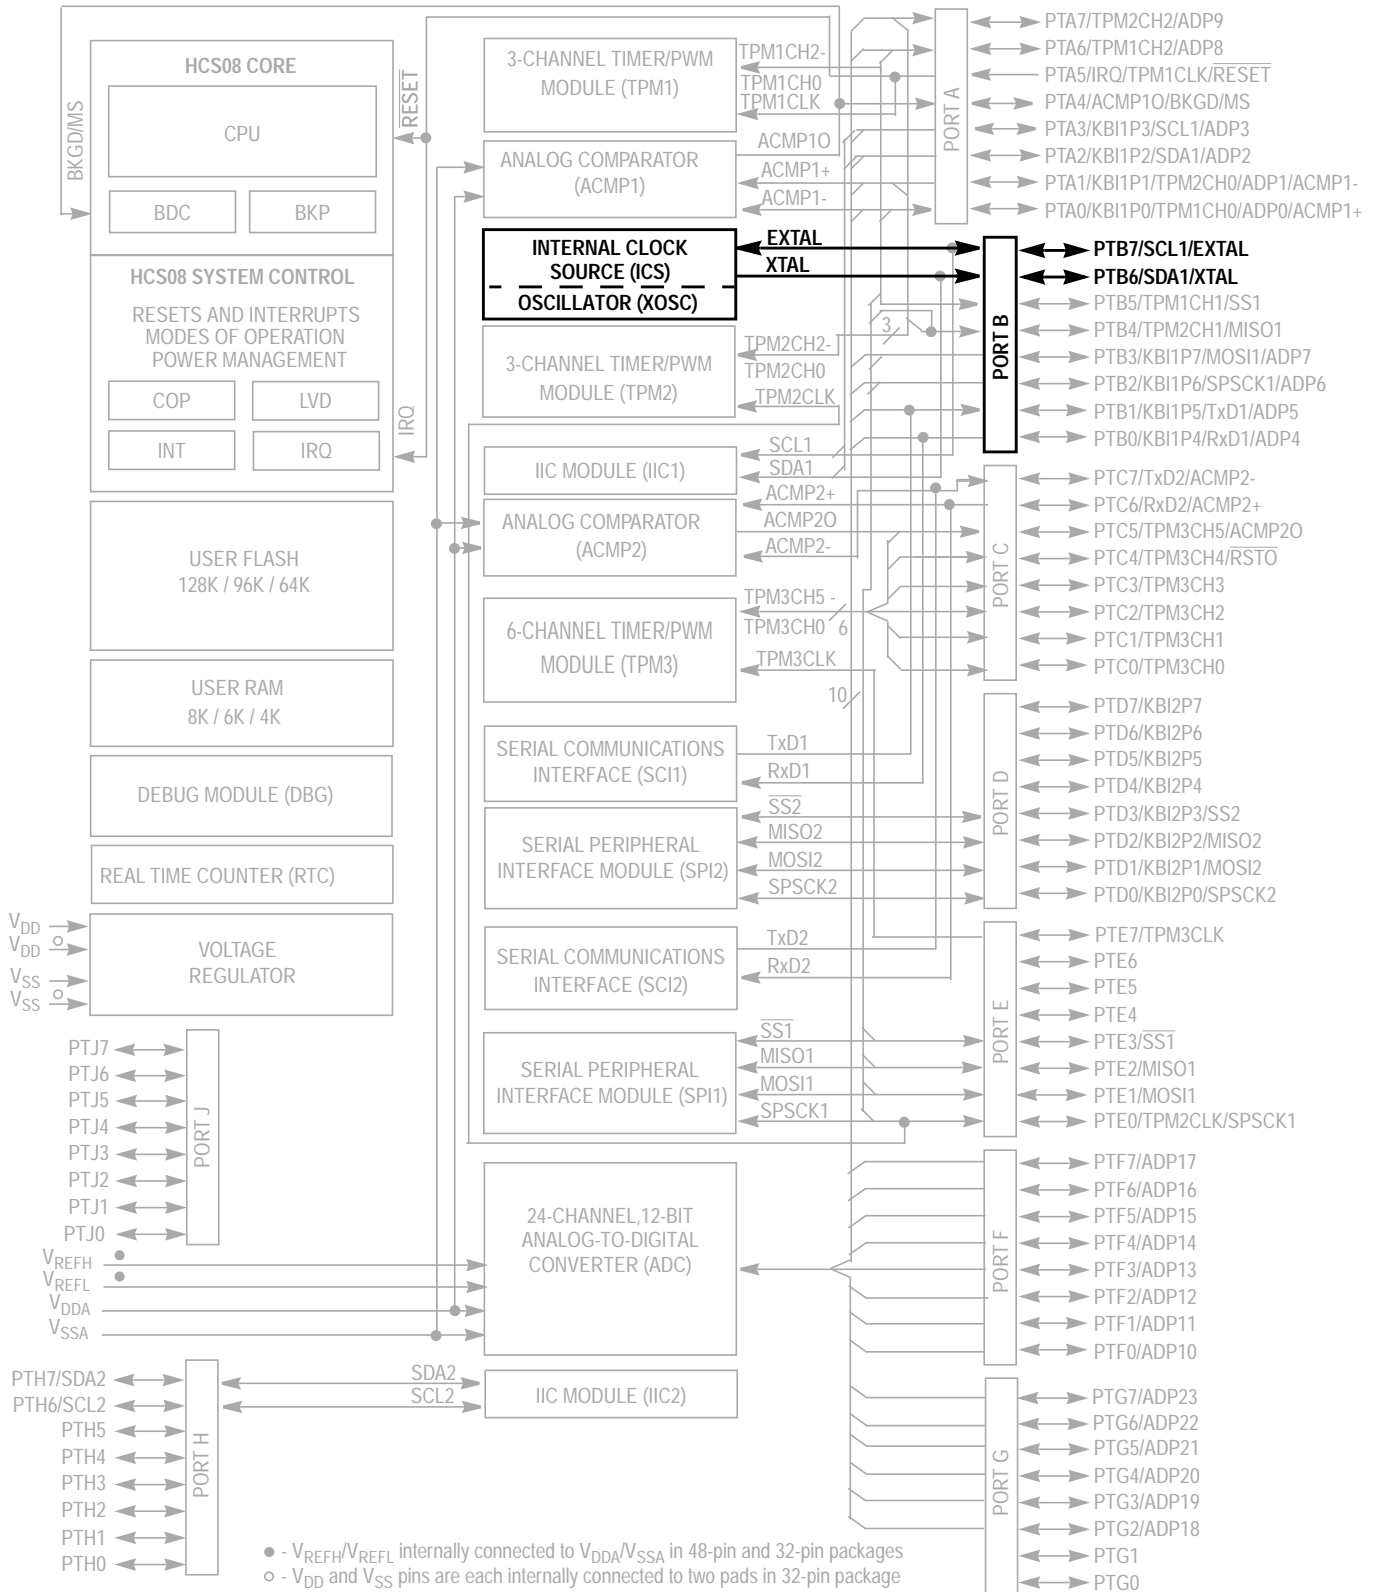 HCS08 CORE
CPU
BDC
BKP
BKGD/MS
RESET
HCS08 SYSTEM CONTROL
RESETS AND INTERRUPTS
MODES OF OPERATION
POWER MANAGEMENT
COP
LVD
INT
IRQ
IRQ
USER FLASH
128K / 96K / 64K
USER RAM
8K / 6K / 4K
DEBUG MODULE (DBG)
REAL TIME COUNTER (RTC)
VDD
VDD
VSS
VSS
VOLTAGE
REGULATOR
PTJ7
PTJ6
PTJ5
PTJ4
PTJ3
PTJ2
PTJ1
PTJ0
PORT J
VREFH
VREFL
VDDA
VSSA
PTH7/SDA2
PTH6/SCL2
PTH5
PTH4
PTH3
PTH2
PTH1
PTH0
PORT H
3-CHANNEL TIMER/PWM
MODULE (TPM1)
TPM1CH2-
TPM1CH0
TPM1CLK
ANALOG COMPARATOR
(ACMP1)
ACMP1O
ACMP1+
ACMP1-
INTERNAL CLOCK
SOURCE (ICS)
OSCILLATOR (XOSC)
EXTAL
XTAL
3-CHANNEL TIMER/PWM
MODULE (TPM2)
TPM2CH2-
TPM2CH0
TPM2CLK
3
IIC MODULE (IIC1)
SCL1
SDA1
ANALOG COMPARATOR
(ACMP2)
ACMP2+
ACMP2O
ACMP2-
6-CHANNEL TIMER/PWM
MODULE (TPM3)
TPM3CH5 -
TPM3CH0 6
TPM3CLK
10
SERIAL COMMUNICATIONS
INTERFACE (SCI1)
TxD1
RxD1
SERIAL PERIPHERAL
INTERFACE MODULE (SPI2)
SS2
MISO2
MOSI2
SPSCK2
SERIAL COMMUNICATIONS
INTERFACE (SCI2)
TxD2
RxD2
SERIAL PERIPHERAL
INTERFACE MODULE (SPI1)
SS1
MISO1
MOSI1
SPSCK1
24-CHANNEL,12-BIT
ANALOG-TO-DIGITAL
CONVERTER (ADC)
SDA2
SCL2
IIC MODULE (IIC2)
PORT A
PTA7/TPM2CH2/ADP9
PTA6/TPM1CH2/ADP8
PTA5/IRQ/TPM1CLK/RESET
PTA4/ACMP1O/BKGD/MS
PTA3/KBI1P3/SCL1/ADP3
PTA2/KBI1P2/SDA1/ADP2
PTA1/KBI1P1/TPM2CH0/ADP1/ACMP1-
PTA0/KBI1P0/TPM1CH0/ADP0/ACMP1+
PORT B
PTB7/SCL1/EXTAL
PTB6/SDA1/XTAL
PTB5/TPM1CH1/SS1
PTB4/TPM2CH1/MISO1
PTB3/KBI1P7/MOSI1/ADP7
PTB2/KBI1P6/SPSCK1/ADP6
PTB1/KBI1P5/TxD1/ADP5
PTB0/KBI1P4/RxD1/ADP4
PORT C
PTC7/TxD2/ACMP2-
PTC6/RxD2/ACMP2+
PTC5/TPM3CH5/ACMP2O
PTC4/TPM3CH4/RSTO
PTC3/TPM3CH3
PTC2/TPM3CH2
PTC1/TPM3CH1
PTC0/TPM3CH0
PORT D
PTD7/KBI2P7
PTD6/KBI2P6
PTD5/KBI2P5
PTD4/KBI2P4
PTD3/KBI2P3/SS2
PTD2/KBI2P2/MISO2
PTD1/KBI2P1/MOSI2
PTD0/KBI2P0/SPSCK2
PORT E
PTE7/TPM3CLK
PTE6
PTE5
PTE4
PTE3/SS1
PTE2/MISO1
PTE1/MOSI1
PTE0/TPM2CLK/SPSCK1
PORT F
PTF7/ADP17
PTF6/ADP16
PTF5/ADP15
PTF4/ADP14
PTF3/ADP13
PTF2/ADP12
PTF1/ADP11
PTF0/ADP10
PORT G
PTG7/ADP23
PTG6/ADP22
PTG5/ADP21
PTG4/ADP20
PTG3/ADP19
PTG2/ADP18
PTG1
PTG0
● - VREFH/VREFL internally connected to VDDA/VSSA in 48-pin and 32-pin packages
○ - VDD and VSS pins are each internally connected to two pads in 32-pin package